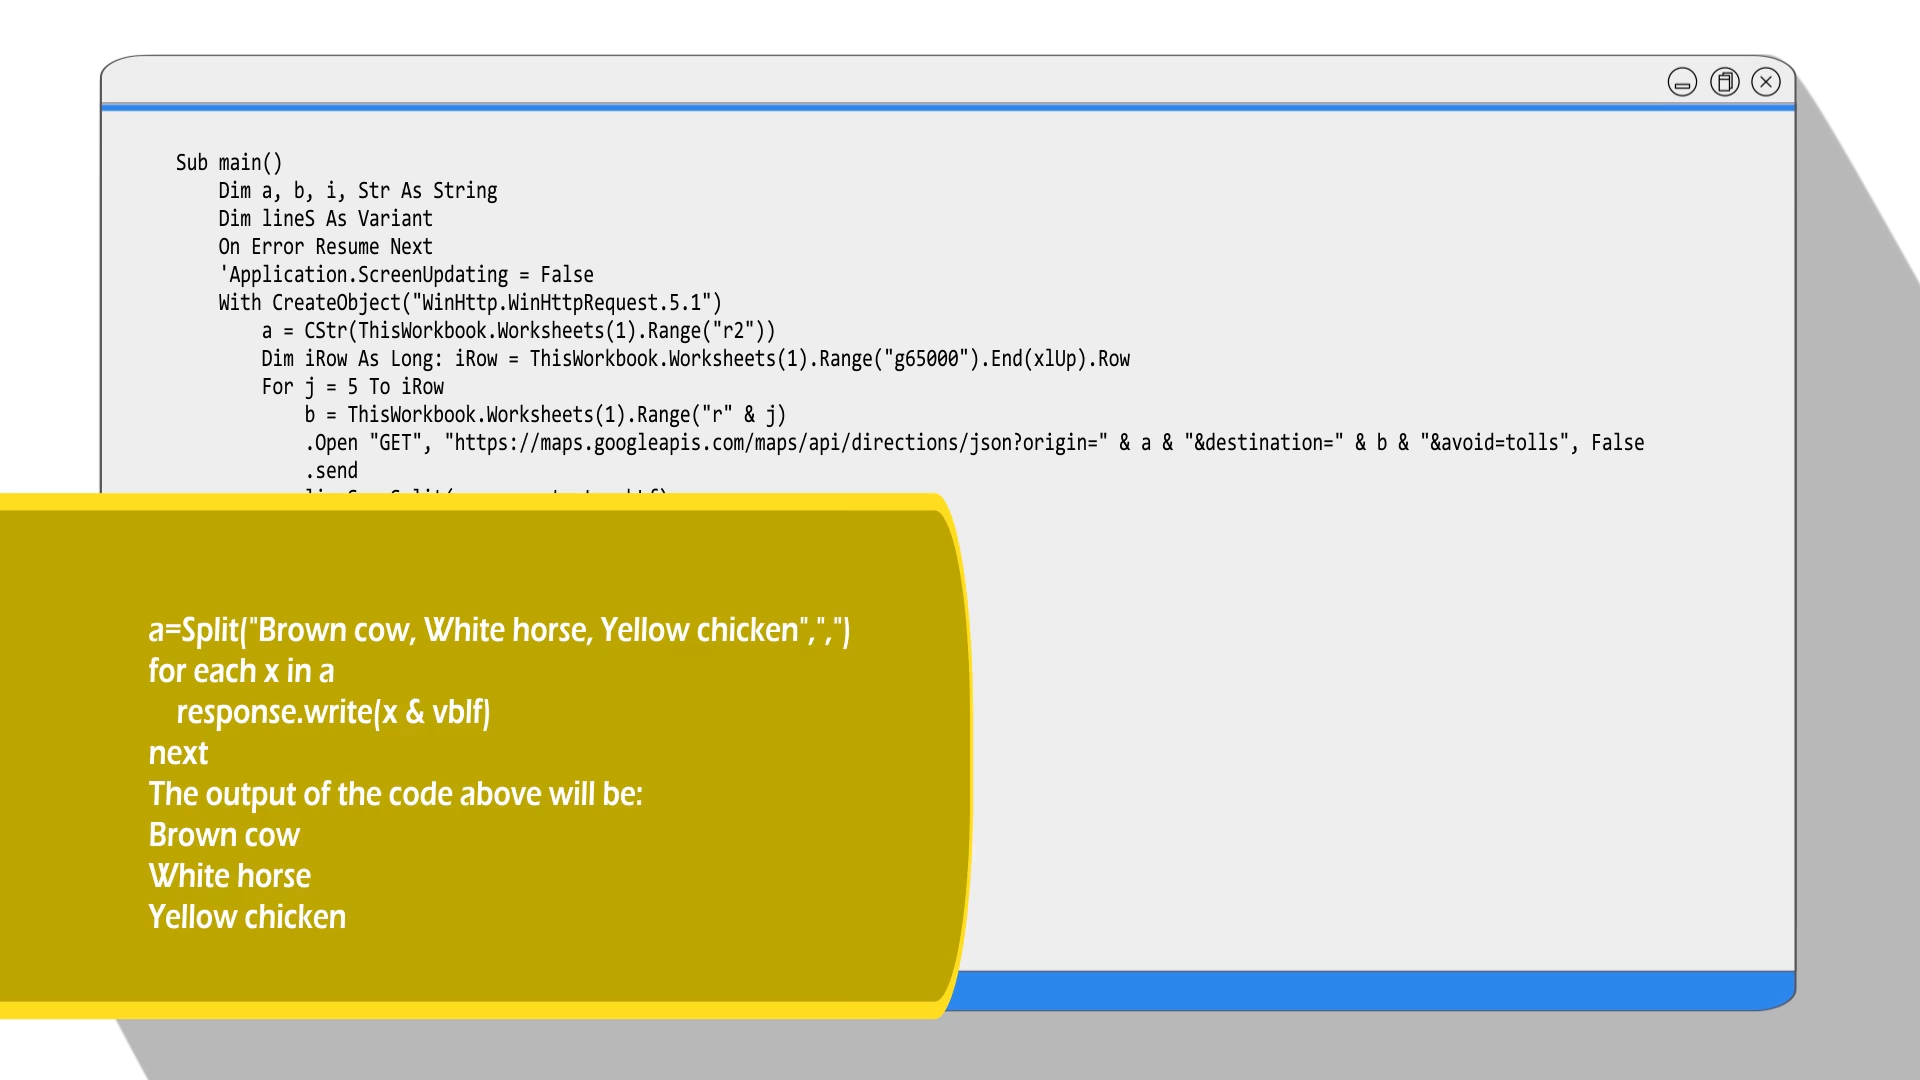 Sub main()
    Dim a, b, i, Str As String
    Dim lineS As Variant
    On Error Resume Next
    'Application.ScreenUpdating = False
    With CreateObject("WinHttp.WinHttpRequest.5.1")
        a = CStr(ThisWorkbook.Worksheets(1).Range("r2"))
        Dim iRow As Long: iRow = ThisWorkbook.Worksheets(1).Range("g65000").End(xlUp).Row
        For j = 5 To iRow
            b = ThisWorkbook.Worksheets(1).Range("r" & j)
            .Open "GET", "https://maps.googleapis.com/maps/api/directions/json?origin=" & a & "&destination=" & b & "&avoid=tolls", False
            .send
a=Split("Brown cow, White horse, Yellow chicken",",")
for each x in a
   response.write(x & vblf)
next
The output of the code above will be:
Brown cow
White horse
Yellow chicken